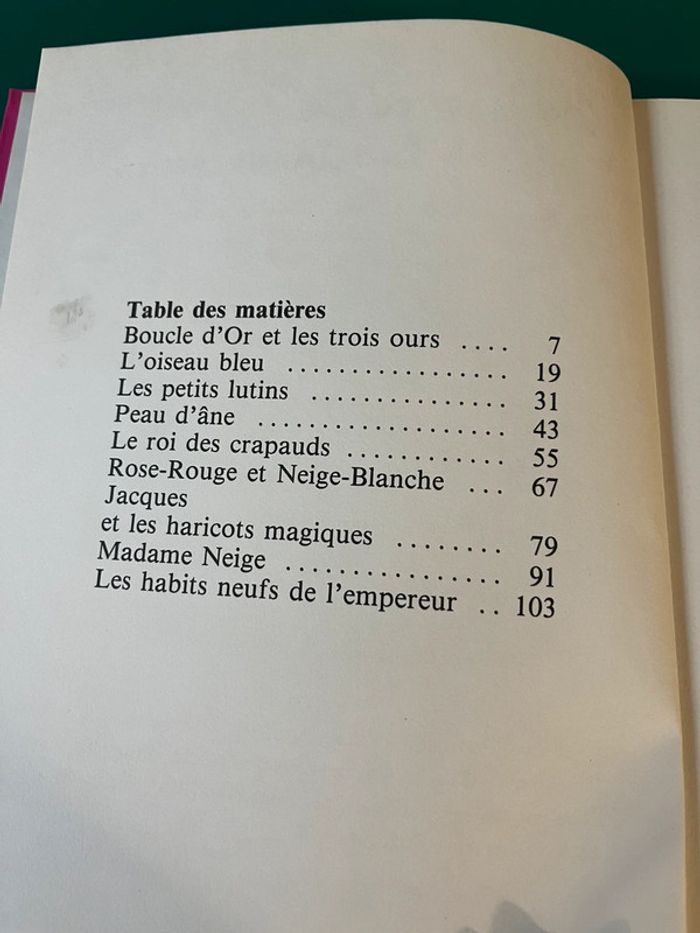 Table des matières
Boucle d'Or et les trois ours .... 7
L'oiseau bleu ................. 19
Les petits lutins ............... 31
Peau d'âne ................... 43
Le roi des crapauds ............ 55
Rose-Rouge et Neige-Blanche ... 67
Jacques
et les haricots magiques ........ 79
Madame Neige ................ 91
Les habits neufs de l'empereur .. 103